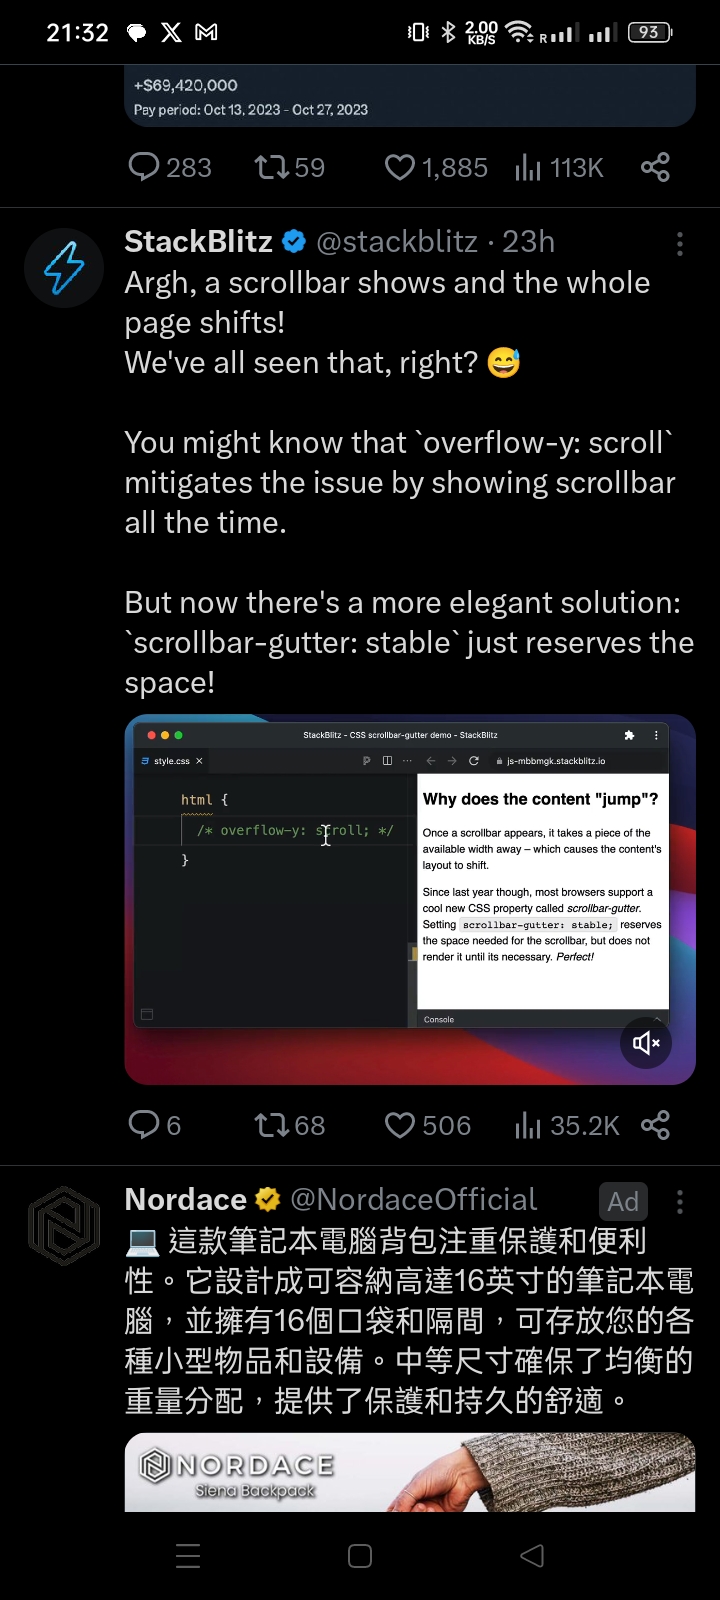 21:32
2.00
KB/S
R
93
+$69,420,000
Pay period: Oct 13, 2023 - Oct 27, 2023
283 59 1,885 113K
StackBlitz @stackblitz · 23h
Argh, a scrollbar shows and the whole
page shifts!
We've all seen that, right? 😅
You might know that `overflow-y: scroll`
mitigates the issue by showing scrollbar
all the time.
But now there's a more elegant solution:
`scrollbar-gutter: stable` just reserves the
space!
StackBlitz - CSS scrollbar-gutter demo - StackBlitz
style.css
js-mbbmgk.stackblitz.io
html {
/* overflow-y: scroll; */
}
Why does the content "jump"?
Once a scrollbar appears, it takes a piece of the
available width away – which causes the content's
layout to shift.
Since last year though, most browsers support a
cool new CSS property called scrollbar-gutter.
Setting scrollbar-gutter: stable; reserves
the space needed for the scrollbar, but does not
render it until its necessary. Perfect!
Console
6 68 506 35.2K
Nordace @NordaceOfficial Ad
💻 這款筆記本電腦背包注重保護和便利
性。它設計成可容納高達16英寸的筆記本電
腦，並擁有16個口袋和隔間，可存放您的各
種小型物品和設備。中等尺寸確保了均衡的
重量分配，提供了保護和持久的舒適。
NORDACE
Siena Backpack